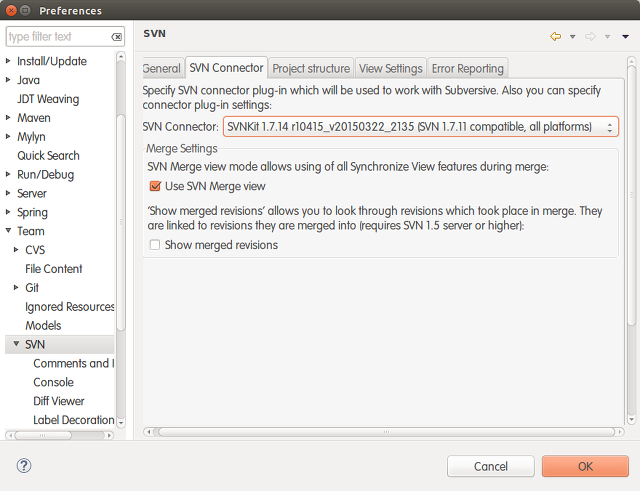 Preferences
type filter text
Install/Update
Java
JDT Weaving
Maven
Mylyn
Quick Search
Run/Debug
Server
Spring
Team
CVS
File Content
Git
Ignored Resources
Models
SVN
Comments and I
Console
Diff Viewer
Label Decoration
SVN
General SVN Connector Project structure View Settings Error Reporting
Specify SVN connector plug-in which will be used to work with Subversive. Also you can specify
connector plug-in settings:
SVN Connector: SVNKit 1.7.14 r10415_v20150322_2135 (SVN 1.7.11 compatible, all platforms)
Merge Settings
SVN Merge view mode allows using of all Synchronize View features during merge:
Use SVN Merge view
'Show merged revisions' allows you to look through revisions which took place in merge. They
are linked to revisions they are merged into (requires SVN 1.5 server or higher):
Show merged revisions
?
Cancel OK